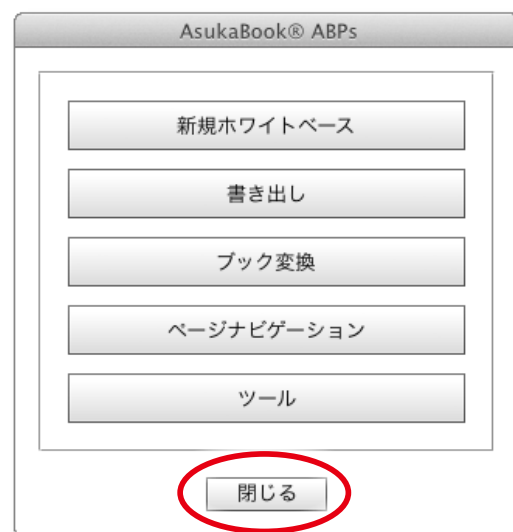 AsukaBook® ABPs
新規ホワイトベース
書き出し
ブック変換
ページナビゲーション
ツール
閉じる